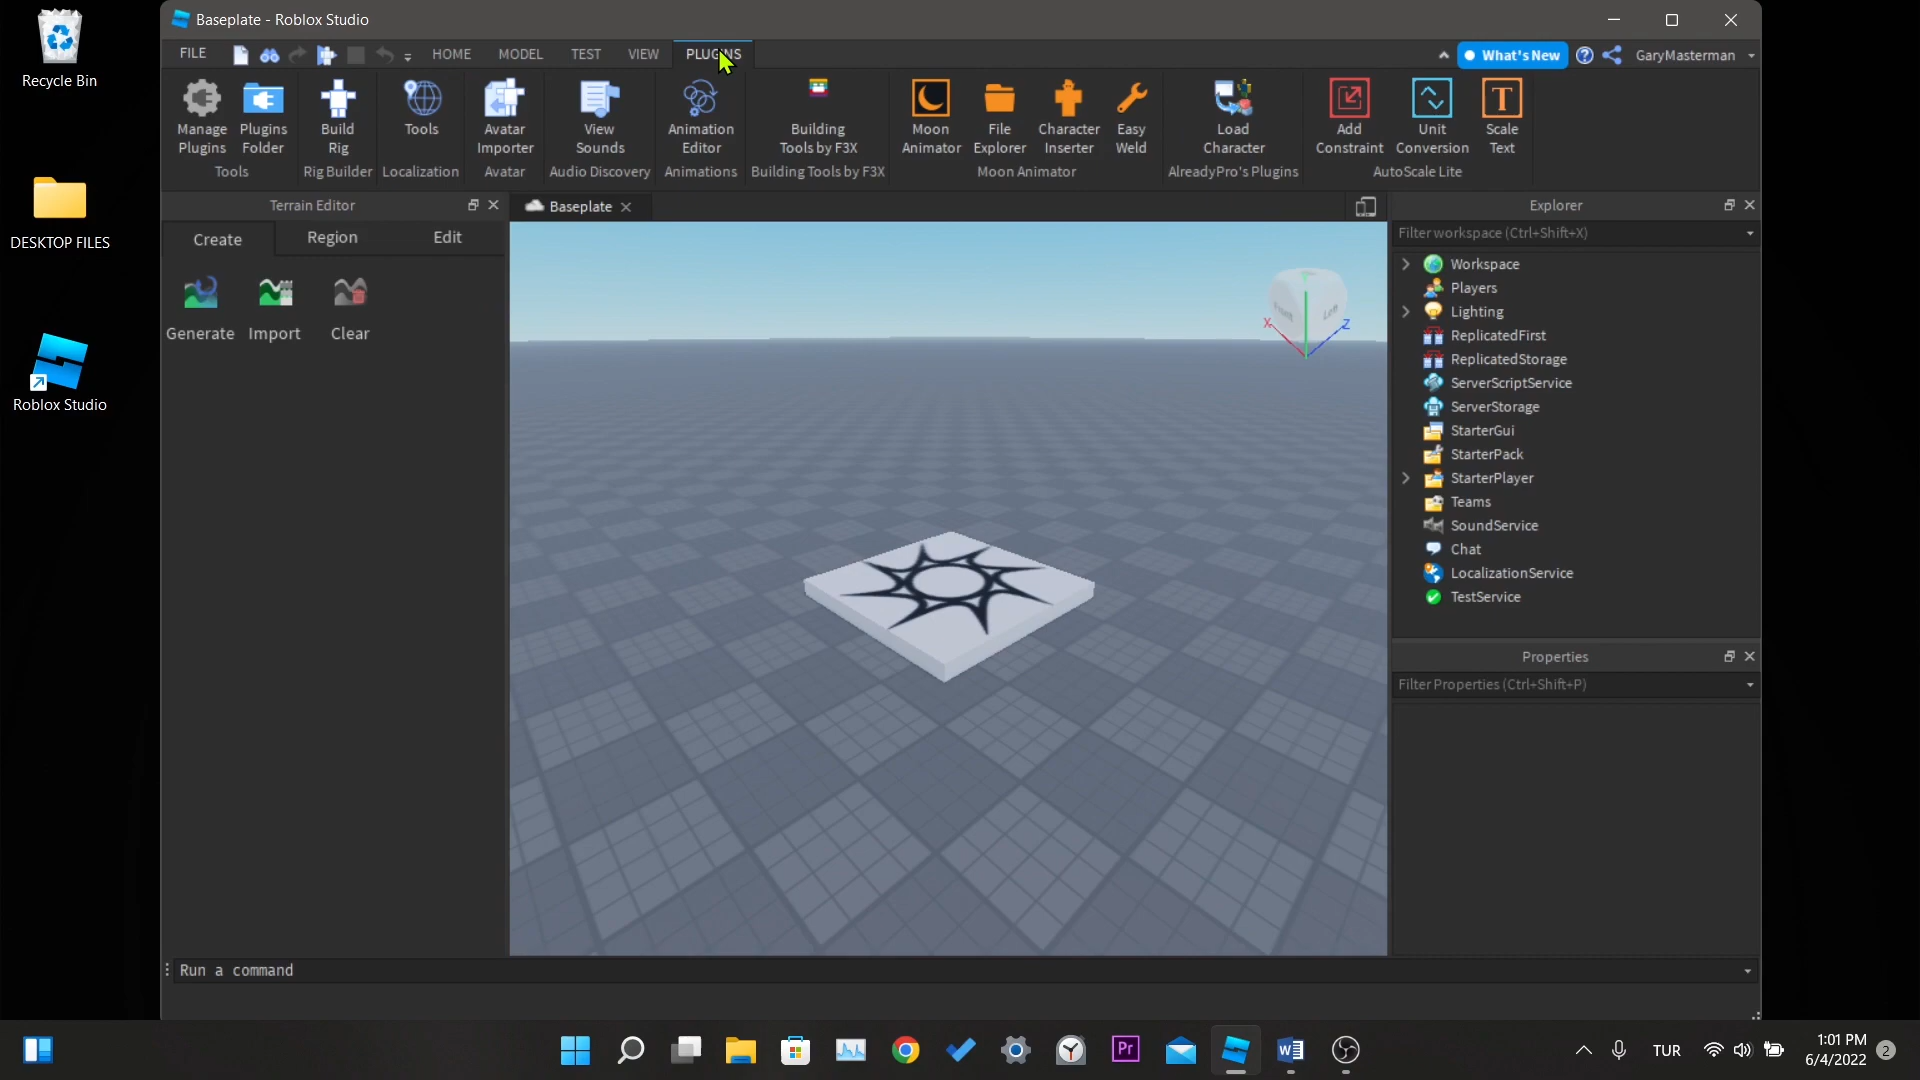 Recycle Bin
DESKTOP FILES
Roblox Studio
Baseplate - Roblox Studio
FILE HOME MODEL TEST VIEW PLUGINS What's New GaryMasterman
Manage Plugins
Plugins Folder
Tools
Build Rig
Rig Builder
Tools
Localization
Avatar Importer
Avatar
View Sounds
Audio Discovery
Animation Editor
Animations
Building Tools by F3X
Building Tools by F3X
Moon Animator
File Explorer
Character Inserter
Easy Weld
Moon Animator
Load Character
AlreadyPro's Plugins
Add Constraint
Unit Conversion
Scale Text
AutoScale Lite
Terrain Editor
Create Region Edit
Generate Import Clear
Baseplate
Front
Left
X
Y
Z
Explorer
Filter workspace (Ctrl+Shift+X)
Workspace
Players
Lighting
ReplicatedFirst
ReplicatedStorage
ServerScriptService
ServerStorage
StarterGui
StarterPack
StarterPlayer
Teams
SoundService
Chat
LocalizationService
TestService
Properties
Filter Properties (Ctrl+Shift+P)
Run a command
Pr
TUR
1:01 PM
6/4/2022
2